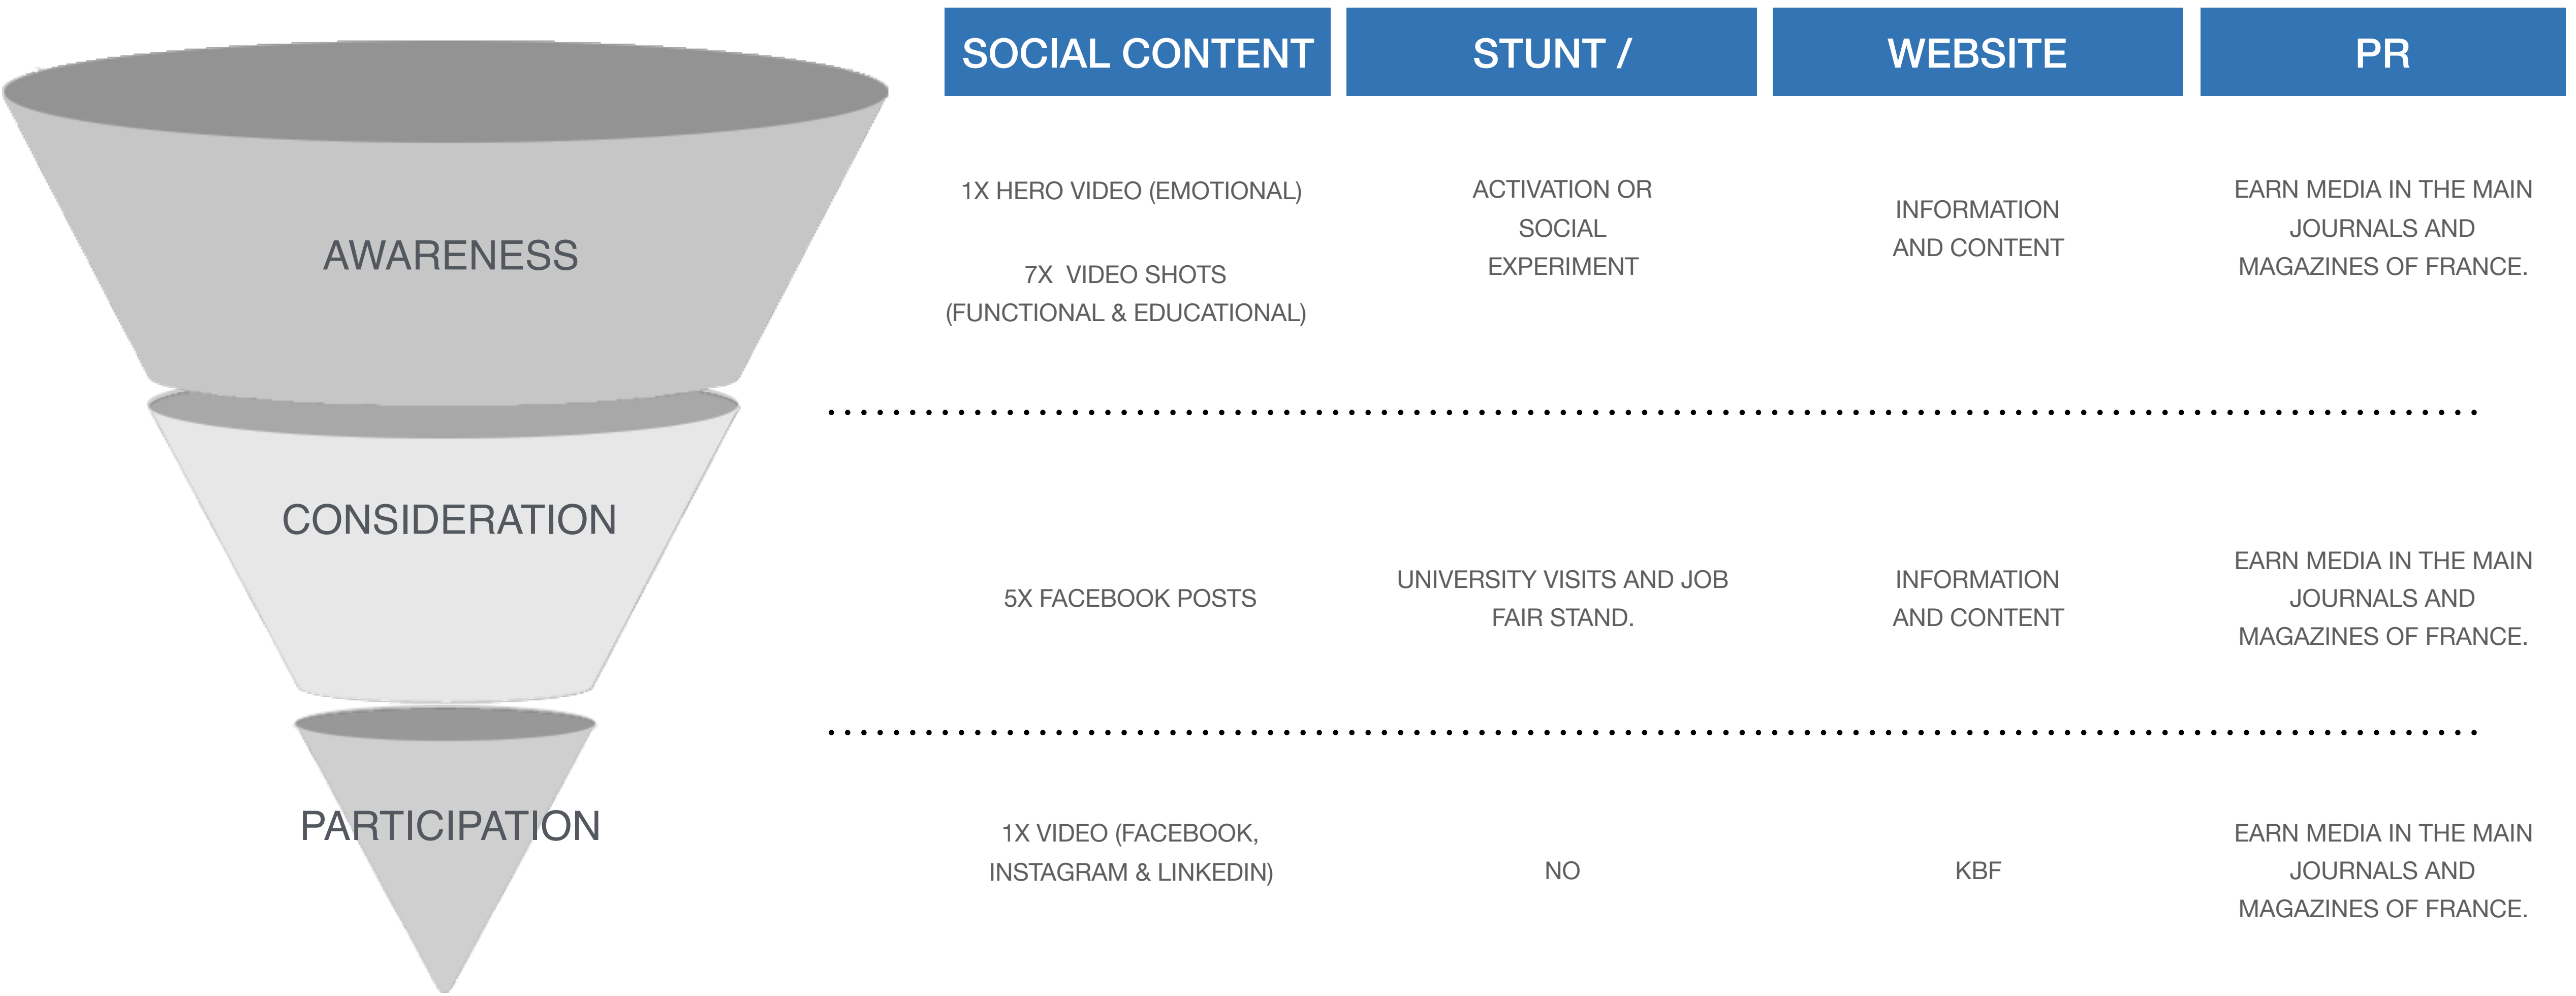 SOCIAL CONTENT
STUNT /
WEBSITE
PR
AWARENESS
1X HERO VIDEO (EMOTIONAL)
7X VIDEO SHOTS
(FUNCTIONAL & EDUCATIONAL)
ACTIVATION OR
SOCIAL
EXPERIMENT
INFORMATION
AND CONTENT
EARN MEDIA IN THE MAIN
JOURNALS AND
MAGAZINES OF FRANCE.
CONSIDERATION
5X FACEBOOK POSTS
UNIVERSITY VISITS AND JOB
FAIR STAND.
INFORMATION
AND CONTENT
EARN MEDIA IN THE MAIN
JOURNALS AND
MAGAZINES OF FRANCE.
PARTICIPATION
1X VIDEO (FACEBOOK,
INSTAGRAM & LINKEDIN)
NO
KBF
EARN MEDIA IN THE MAIN
JOURNALS AND
MAGAZINES OF FRANCE.